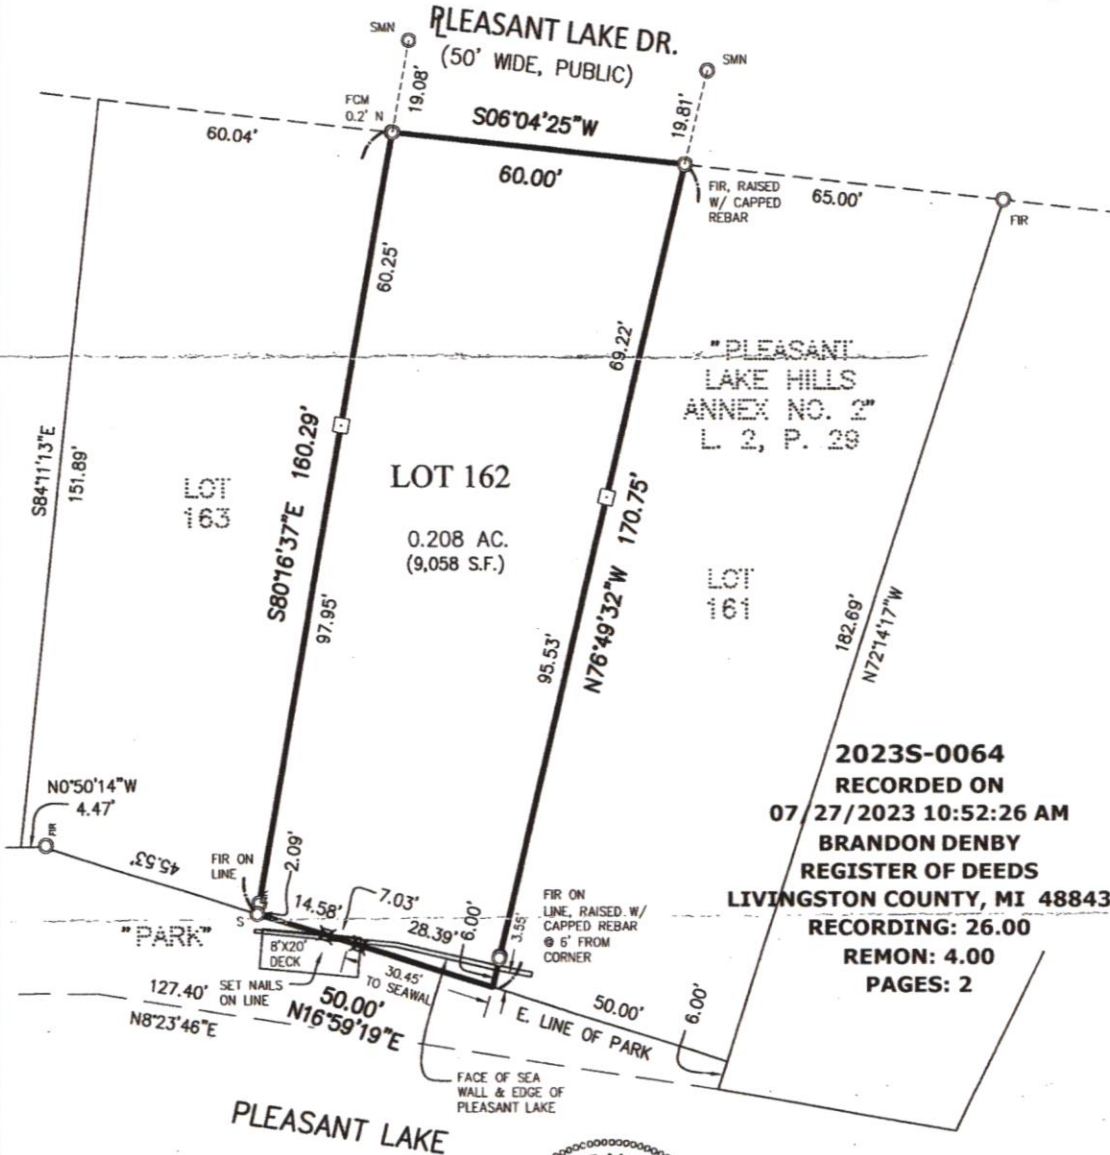 PLEASANT LAKE DR.
(50' WIDE, PUBLIC)
SMN
SMN
19.08'
19.81'
FCM
0.2' N
60.04'
S06°04'25"W
60.00'
FIR, RAISED
W/ CAPPED
REBAR
65.00'
FIR
60.25'
69.22'
"PLEASANT
LAKE HILLS
ANNEX NO. 2"
L. 2, P. 29
S84°11'13"E
151.89'
LOT
163
S80°16'37"E 160.29'
LOT 162
0.208 AC.
(9,058 S.F.)
N76°49'32"W 170.75'
97.95'
95.53'
LOT
161
182.69'
N72°14'17"W
2023S-0064
RECORDED ON
07/27/2023 10:52:26 AM
BRANDON DENBY
REGISTER OF DEEDS
LIVINGSTON COUNTY, MI 48843
RECORDING: 26.00
REMON: 4.00
PAGES: 2
N0°50'14"W
4.47'
FIR
45.53'
FIR ON
LINE
2.09'
S
14.58'
7.03'
28.39'
6.00'
3.55'
FIR ON
LINE, RAISED W/
CAPPED REBAR
@ 6' FROM
CORNER
"PARK"
8'X20'
DECK
30.45'
TO SEAWAL
SET NAILS
ON LINE
127.40'
N8°23'46"E
50.00'
N16°59'19"E
50.00'
E. LINE OF PARK
6.00'
FACE OF SEA
WALL & EDGE OF
PLEASANT LAKE
PLEASANT LAKE